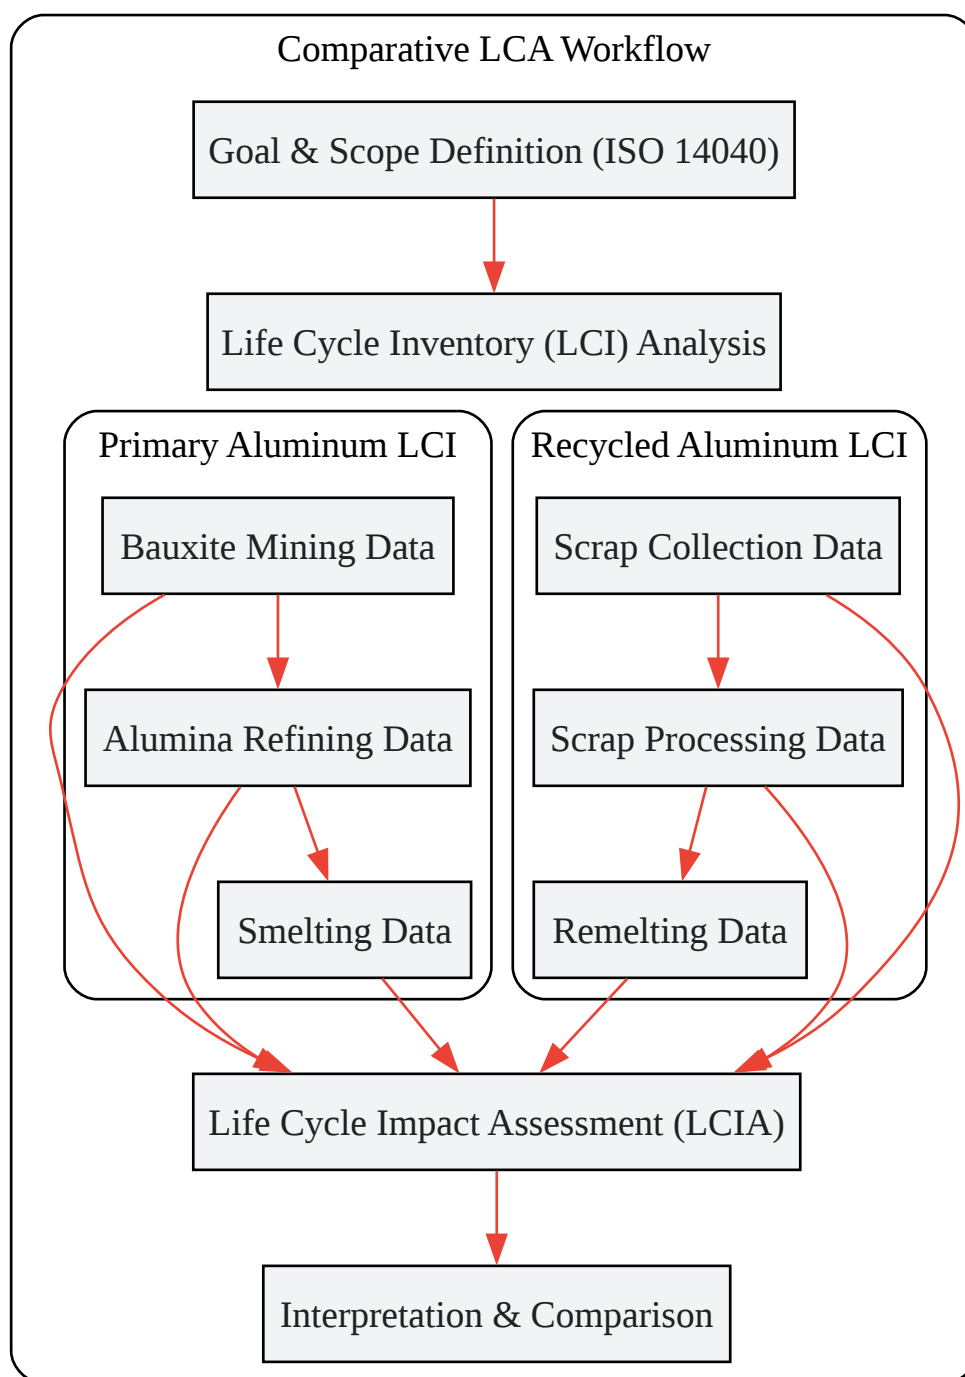 Comparative LCA Workflow
Goal & Scope Definition (ISO 14040)
Life Cycle Inventory (LCI) Analysis
Primary Aluminum LCI
Bauxite Mining Data
Alumina Refining Data
Smelting Data
Recycled Aluminum LCI
Scrap Collection Data
Scrap Processing Data
Remelting Data
Life Cycle Impact Assessment (LCIA)
Interpretation & Comparison